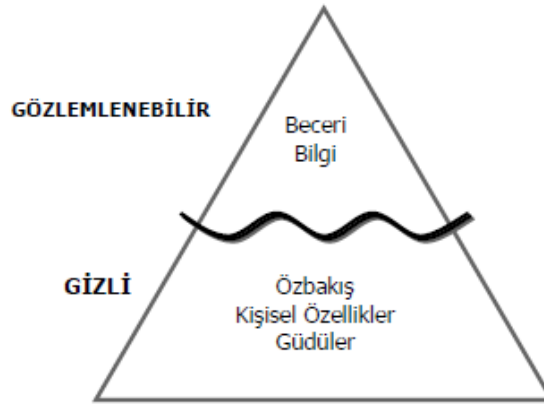 GÖZLEMLENEBİLİR
Beceri
Bilgi
GİZLİ
Özbakış
Kişisel Özellikler
Güdüler